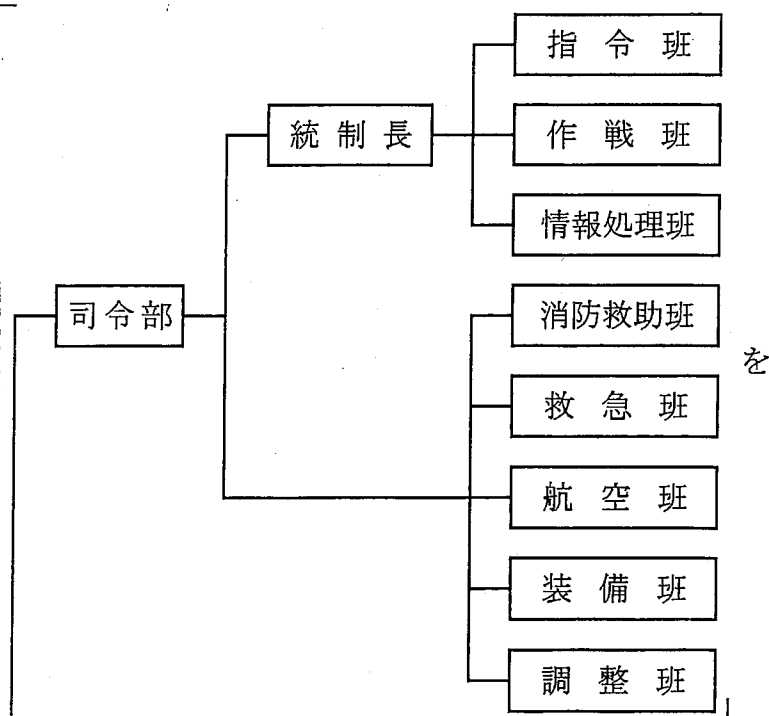 指令班
統制長
作戦班
情報処理班
司令部
消防救助班
を
救急班
航空班
装備班
調整班